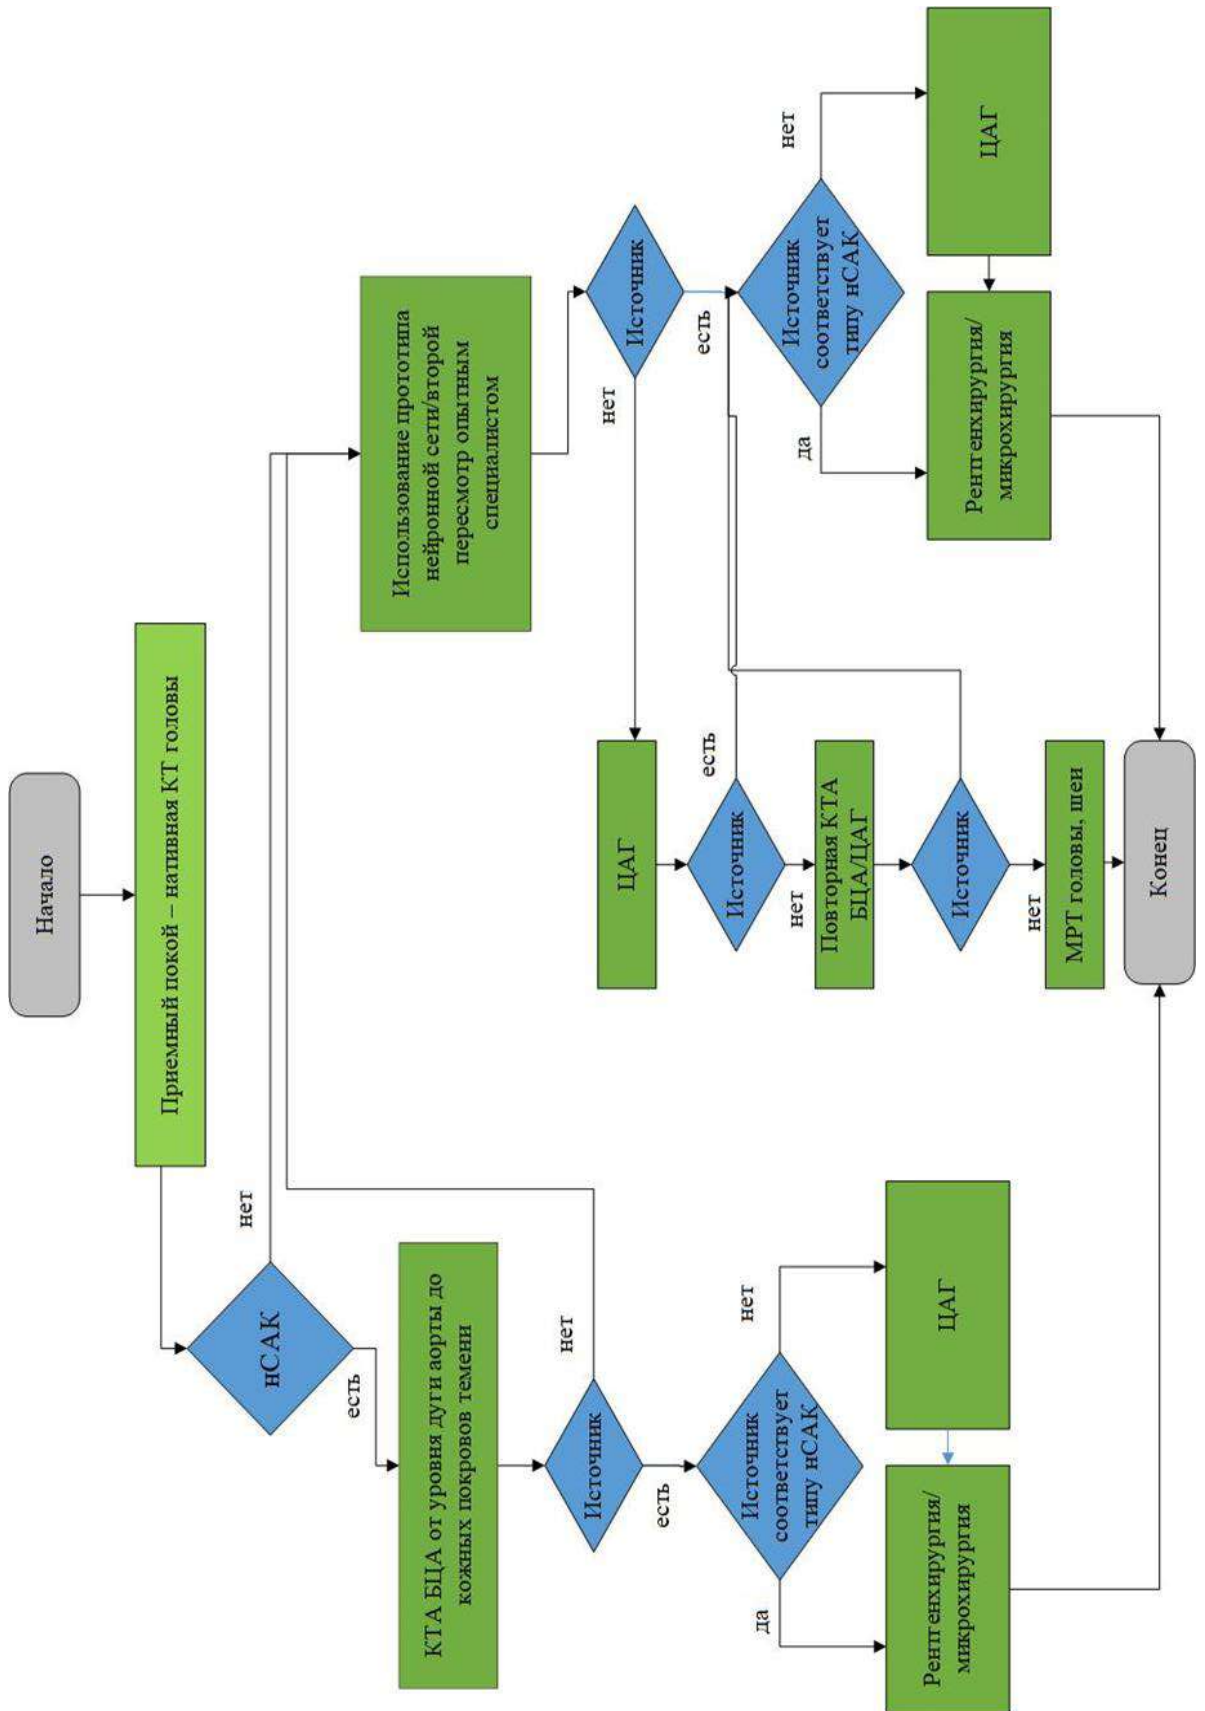 Начало
Приемный покой – нативная КТ головы
нСАК
нет
есть
КТА БЦА от уровня дуги аорты до
кожных покровов темени
Источник
нет
есть
Источник
соответствует
типу нСАК
да
нет
Рентгенхирургия/
микрохирургия
ЦАГ
Использование прототипа
нейронной сети/второй
пересмотр опытным
специалистом
Источник
нет
есть
ЦАГ
Источник
есть
нет
Повторная КТА
БЦА/ЦАГ
Источник
нет
МРТ головы, шеи
Источник
соответствует
типу нСАК
да
нет
Рентгенхирургия/
микрохирургия
ЦАГ
Конец